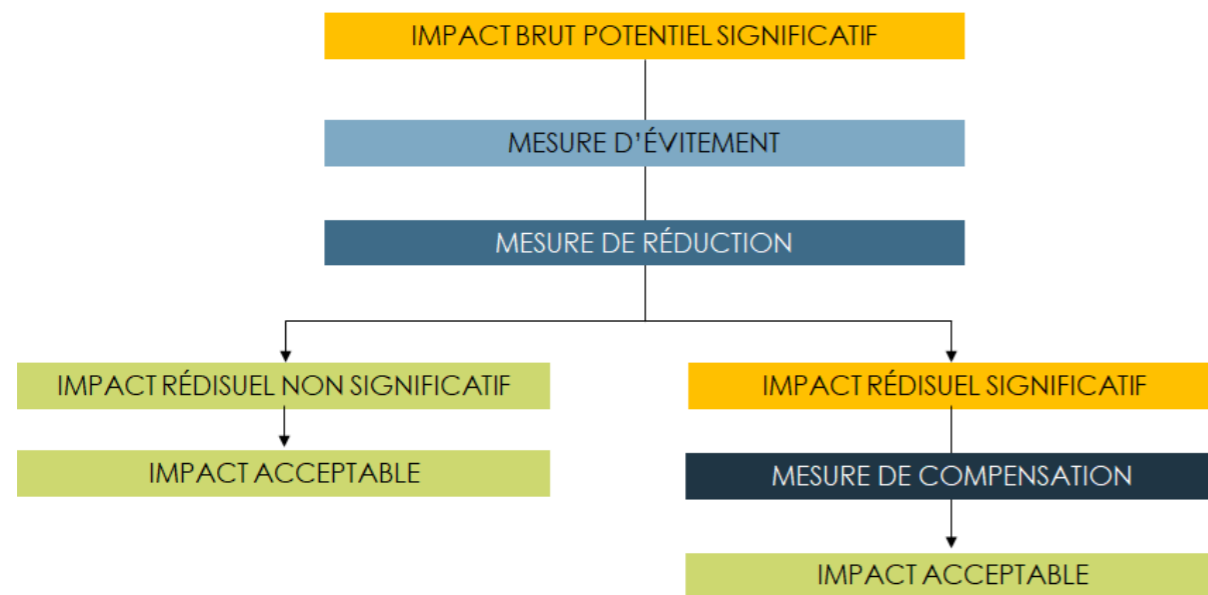 IMPACT BRUT POTENTIEL SIGNIFICATIF
MESURE D'ÉVITEMENT
MESURE DE RÉDUCTION
IMPACT RÉDISUEL NON SIGNIFICATIF
IMPACT RÉDISUEL SIGNIFICATIF
IMPACT ACCEPTABLE
MESURE DE COMPENSATION
IMPACT ACCEPTABLE